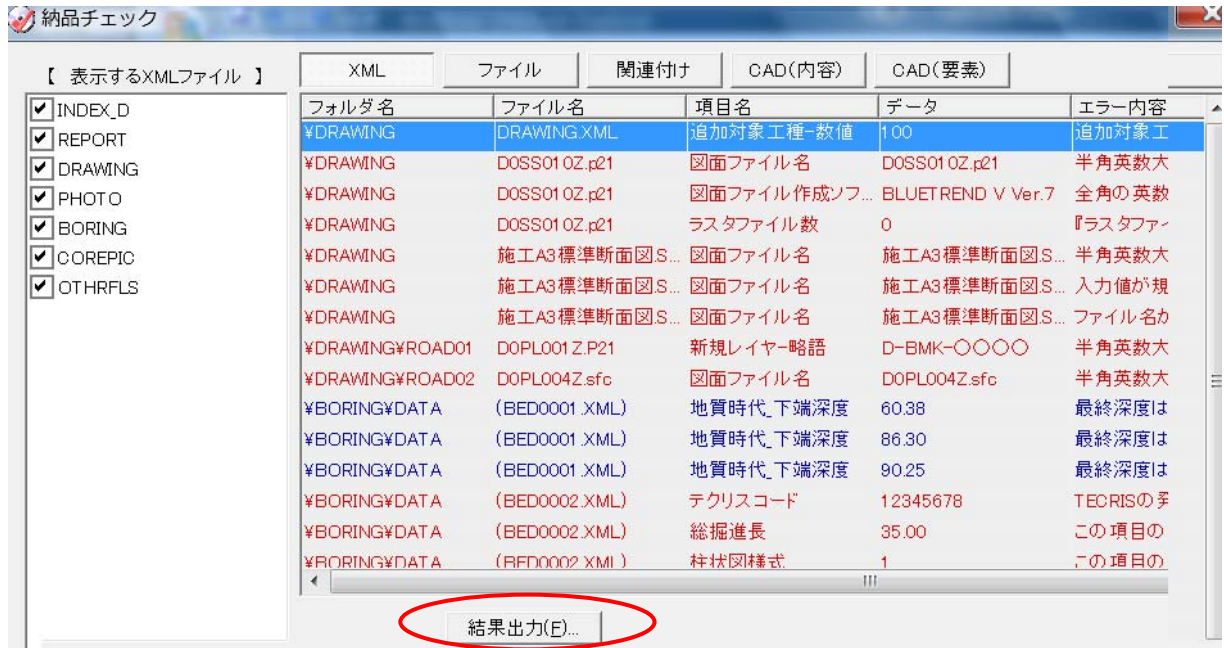 納品チェック
【 表示するXMLファイル 】
XML ファイル 関連付け CAD(内容) CAD(要素)
INDEX_D
REPORT
DRAWING
PHOTO
BORING
COREPIC
OTHRFLS
フォルダ名 ファイル名 項目名 データ エラー内容
¥DRAWING DRAWING.XML 追加対象工種-数値 100 追加対象工
¥DRAWING D0SS010Z.p21 図面ファイル名 D0SS010Z.p21 半角英数大
¥DRAWING D0SS010Z.p21 図面ファイル作成ソフ... BLUETREND V Ver.7 全角の英数
¥DRAWING D0SS010Z.p21 ラスタファイル数 0 『ラスタファイ
¥DRAWING 施工A3標準断面図.S... 図面ファイル名 施工A3標準断面図.S... 半角英数大
¥DRAWING 施工A3標準断面図.S... 図面ファイル名 施工A3標準断面図.S... 入力値が規
¥DRAWING 施工A3標準断面図.S... 図面ファイル名 施工A3標準断面図.S... ファイル名か
¥DRAWING¥ROAD01 D0PL001Z.P21 新規レイヤー略語 D-BMK-〇〇〇〇 半角英数大
¥DRAWING¥ROAD02 D0PL004Z.sfc 図面ファイル名 D0PL004Z.sfc 半角英数大
¥BORING¥DATA (BED0001.XML) 地質時代_下端深度 60.38 最終深度は
¥BORING¥DATA (BED0001.XML) 地質時代_下端深度 86.30 最終深度は
¥BORING¥DATA (BED0001.XML) 地質時代_下端深度 90.25 最終深度は
¥BORING¥DATA (BED0002.XML) テクリスコード 12345678 TECRISの
¥BORING¥DATA (BED0002.XML) 総掘進長 35.00 この項目の
¥BORING¥DATA (BED0002.XML) 柱状図様式 1 この項目の
結果出力(F)...